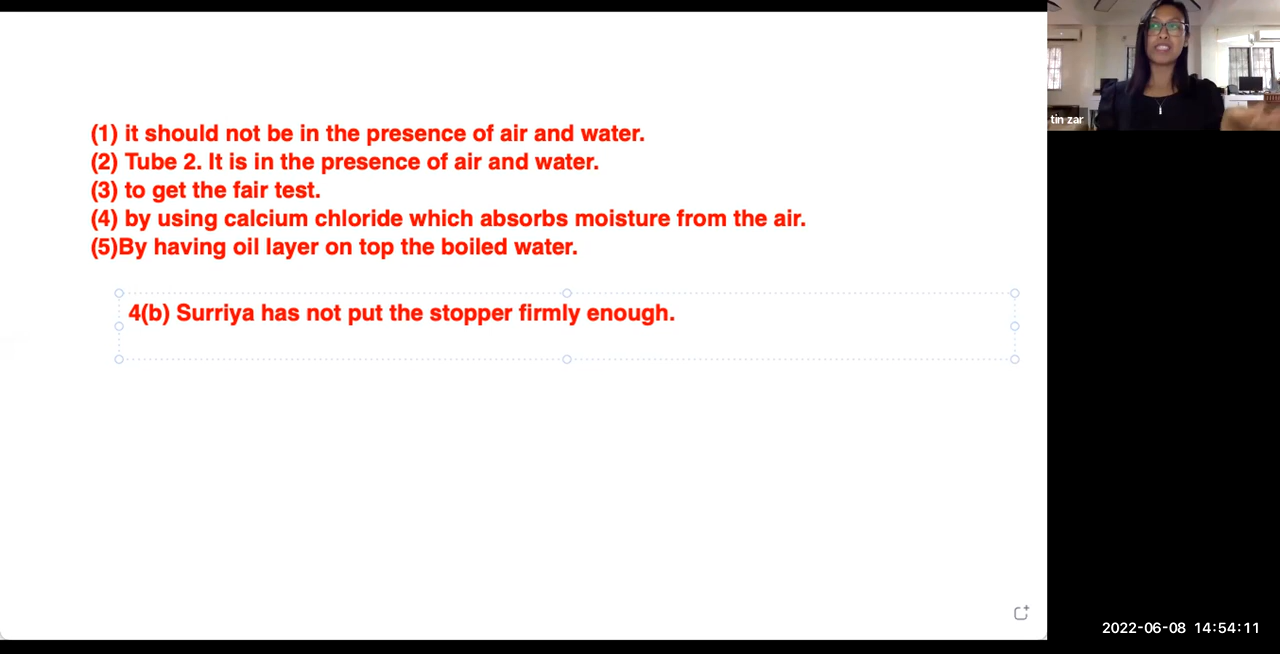 (1) it should not be in the presence of air and water.
(2) Tube 2. It is in the presence of air and water.
(3) to get the fair test.
(4) by using calcium chloride which absorbs moisture from the air.
(5)By having oil layer on top the boiled water.
4(b) Surriya has not put the stopper firmly enough.
tin zar
2022-06-08 14:54:11